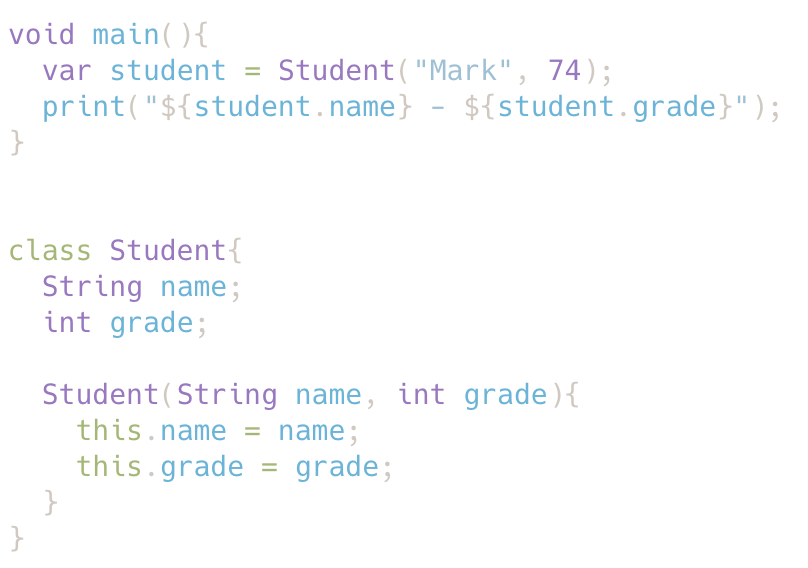 void main(){
  var student = Student("Mark", 74);
  print("${student.name} - ${student.grade}");
}
class Student{
  String name;
  int grade;
  Student(String name, int grade){
    this.name = name;
    this.grade = grade;
  }
}